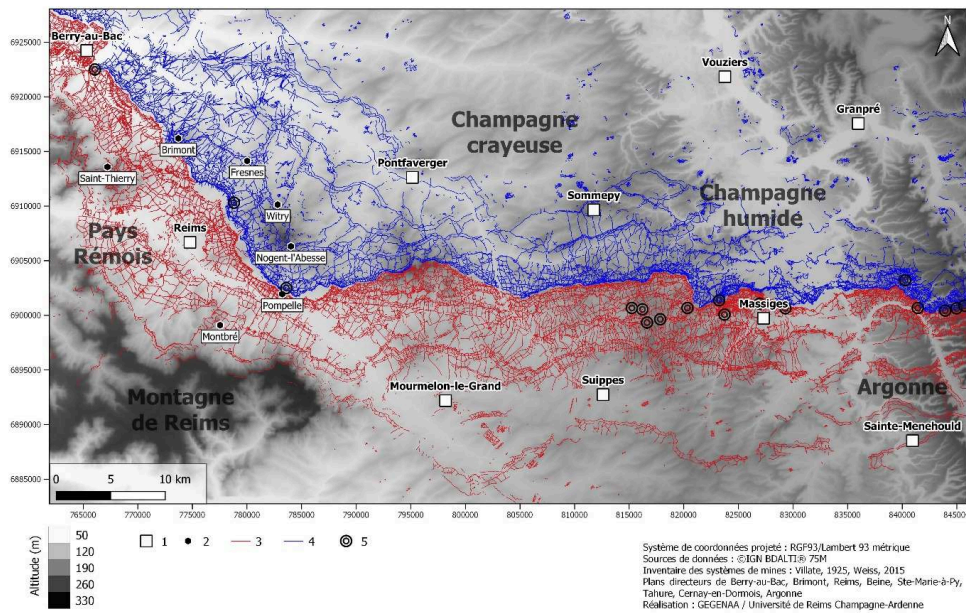 N
6925000
6920000
6915000
6910000
6905000
6900000
6895000
6890000
6885000
Berry-au-Bac
Vouziers
Granpré
Champagne
crayeuse
Brimont
Saint-Thierry
Fresnes
Pontfaverger
Sommepy
Champagne
humide
Witry
Pays
Rémois
Reims
Nogent-l'Abesse
Pompelle
Montbré
Massiges
Mourmelon-le-Grand
Suippes
Argonne
Montagne
de Reims
Sainte-Menehould
0 5 10 km
765000 770000 775000 780000 785000 790000 795000 800000 805000 810000 815000 820000 825000 830000 835000 840000 845000
Altitude (m)
50
120
190
260
330
1 2 3 4 5
Système de coordonnées projeté : RGF93/Lambert 93 métrique
Sources de données : ©IGN BDALTI® 75M
Inventaire des systèmes de mines : Villate, 1925, Weiss, 2015
Plans directeurs de Berry-au-Bac, Brimont, Reims, Beine, Ste-Marie-à-Py,
Tahure, Cernay-en-Dormois, Argonne
Réalisation : GEGENAA / Université de Reims Champagne-Ardenne